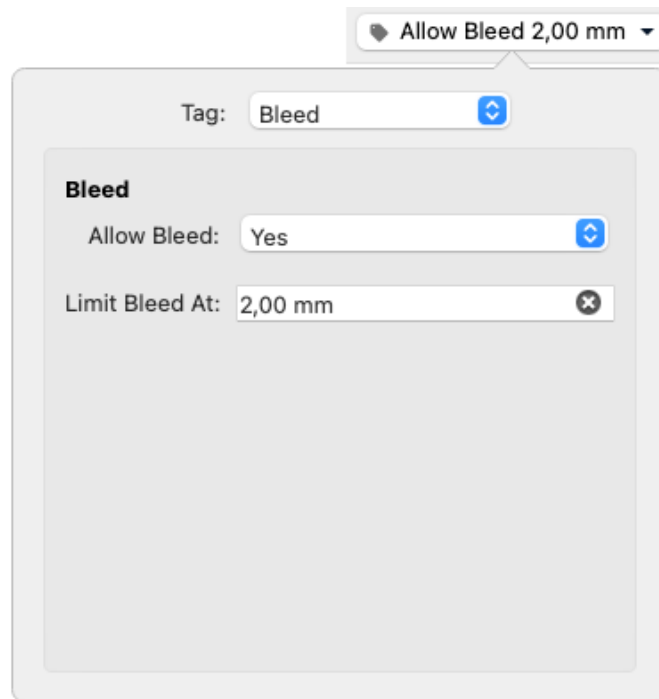 Allow Bleed 2,00 mm
Tag: Bleed
Bleed
Allow Bleed: Yes
Limit Bleed At: 2,00 mm